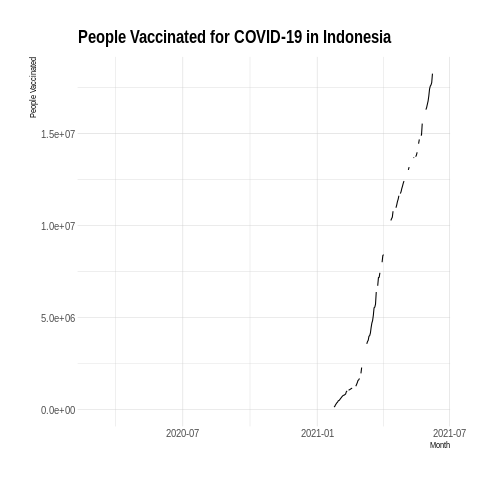 People Vaccinated for COVID-19 in Indonesia
People Vaccinated
1.5e+07
1.0e+07
5.0e+06
0.0e+00
2020-07
2021-01
2021-07
Month